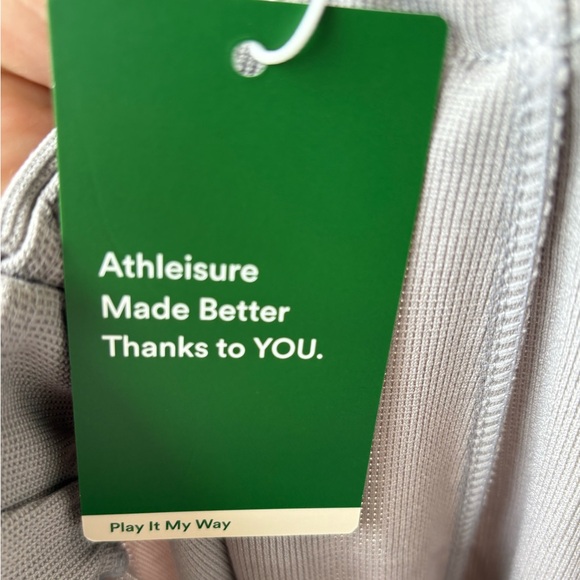 Athleisure
Made Better
Thanks to YOU.
Play It My Way